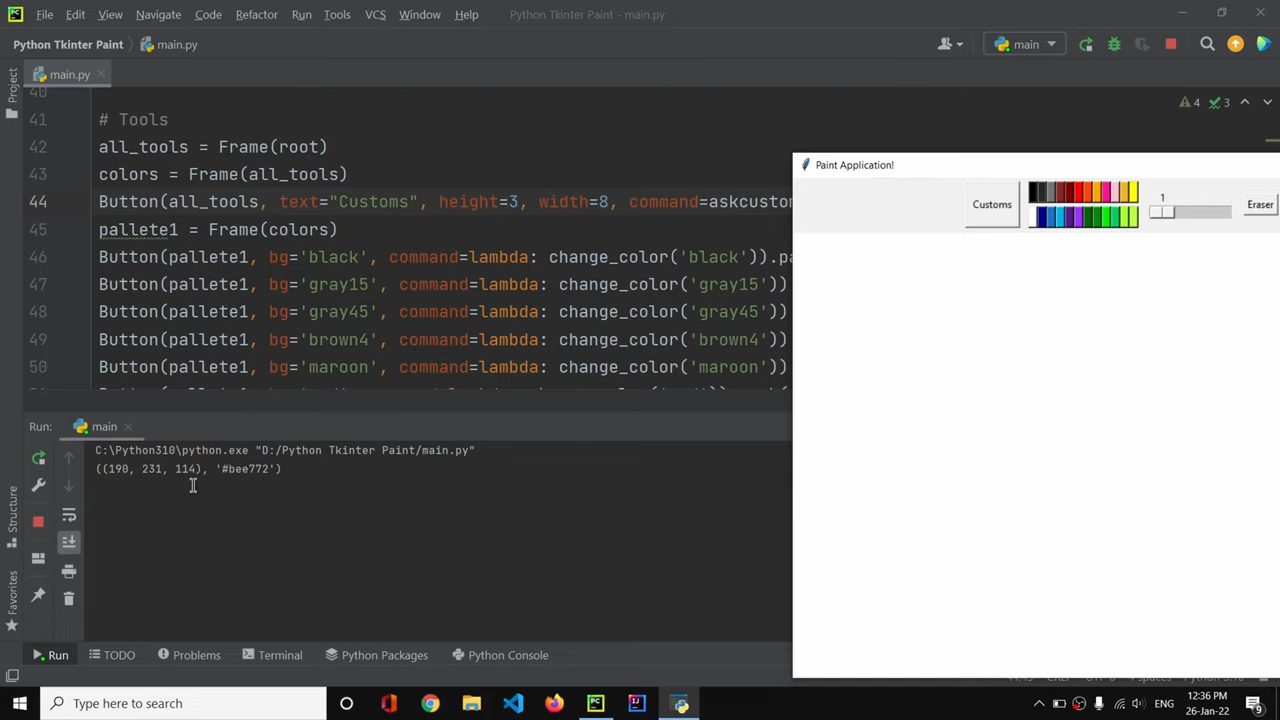 File Edit View Navigate Code Refactor Run Tools VCS Window Help Python Tkinter Paint - main.py
Python Tkinter Paint main.py main
Project
main.py
4 3
40
41 # Tools
42 all_tools = Frame(root)
43 colors = Frame(all_tools)
44 Button(all_tools, text="Customs", height=3, width=8, command=askcustom
45 pallete1 = Frame(colors)
46 Button(pallete1, bg='black', command=lambda: change_color('black')).pa
47 Button(pallete1, bg='gray15', command=lambda: change_color('gray15'))
48 Button(pallete1, bg='gray45', command=lambda: change_color('gray45'))
49 Button(pallete1, bg='brown4', command=lambda: change_color('brown4'))
50 Button(pallete1, bg='maroon', command=lambda: change_color('maroon'))
Paint Application!
Customs
1
Eraser
Run: main
C:\Python310\python.exe "D:/Python Tkinter Paint/main.py"
((190, 231, 114), '#bee772')
Structure
Favorites
Run TODO Problems Terminal Python Packages Python Console
Type here to search
ENG
12:36 PM
26-Jan-22
9